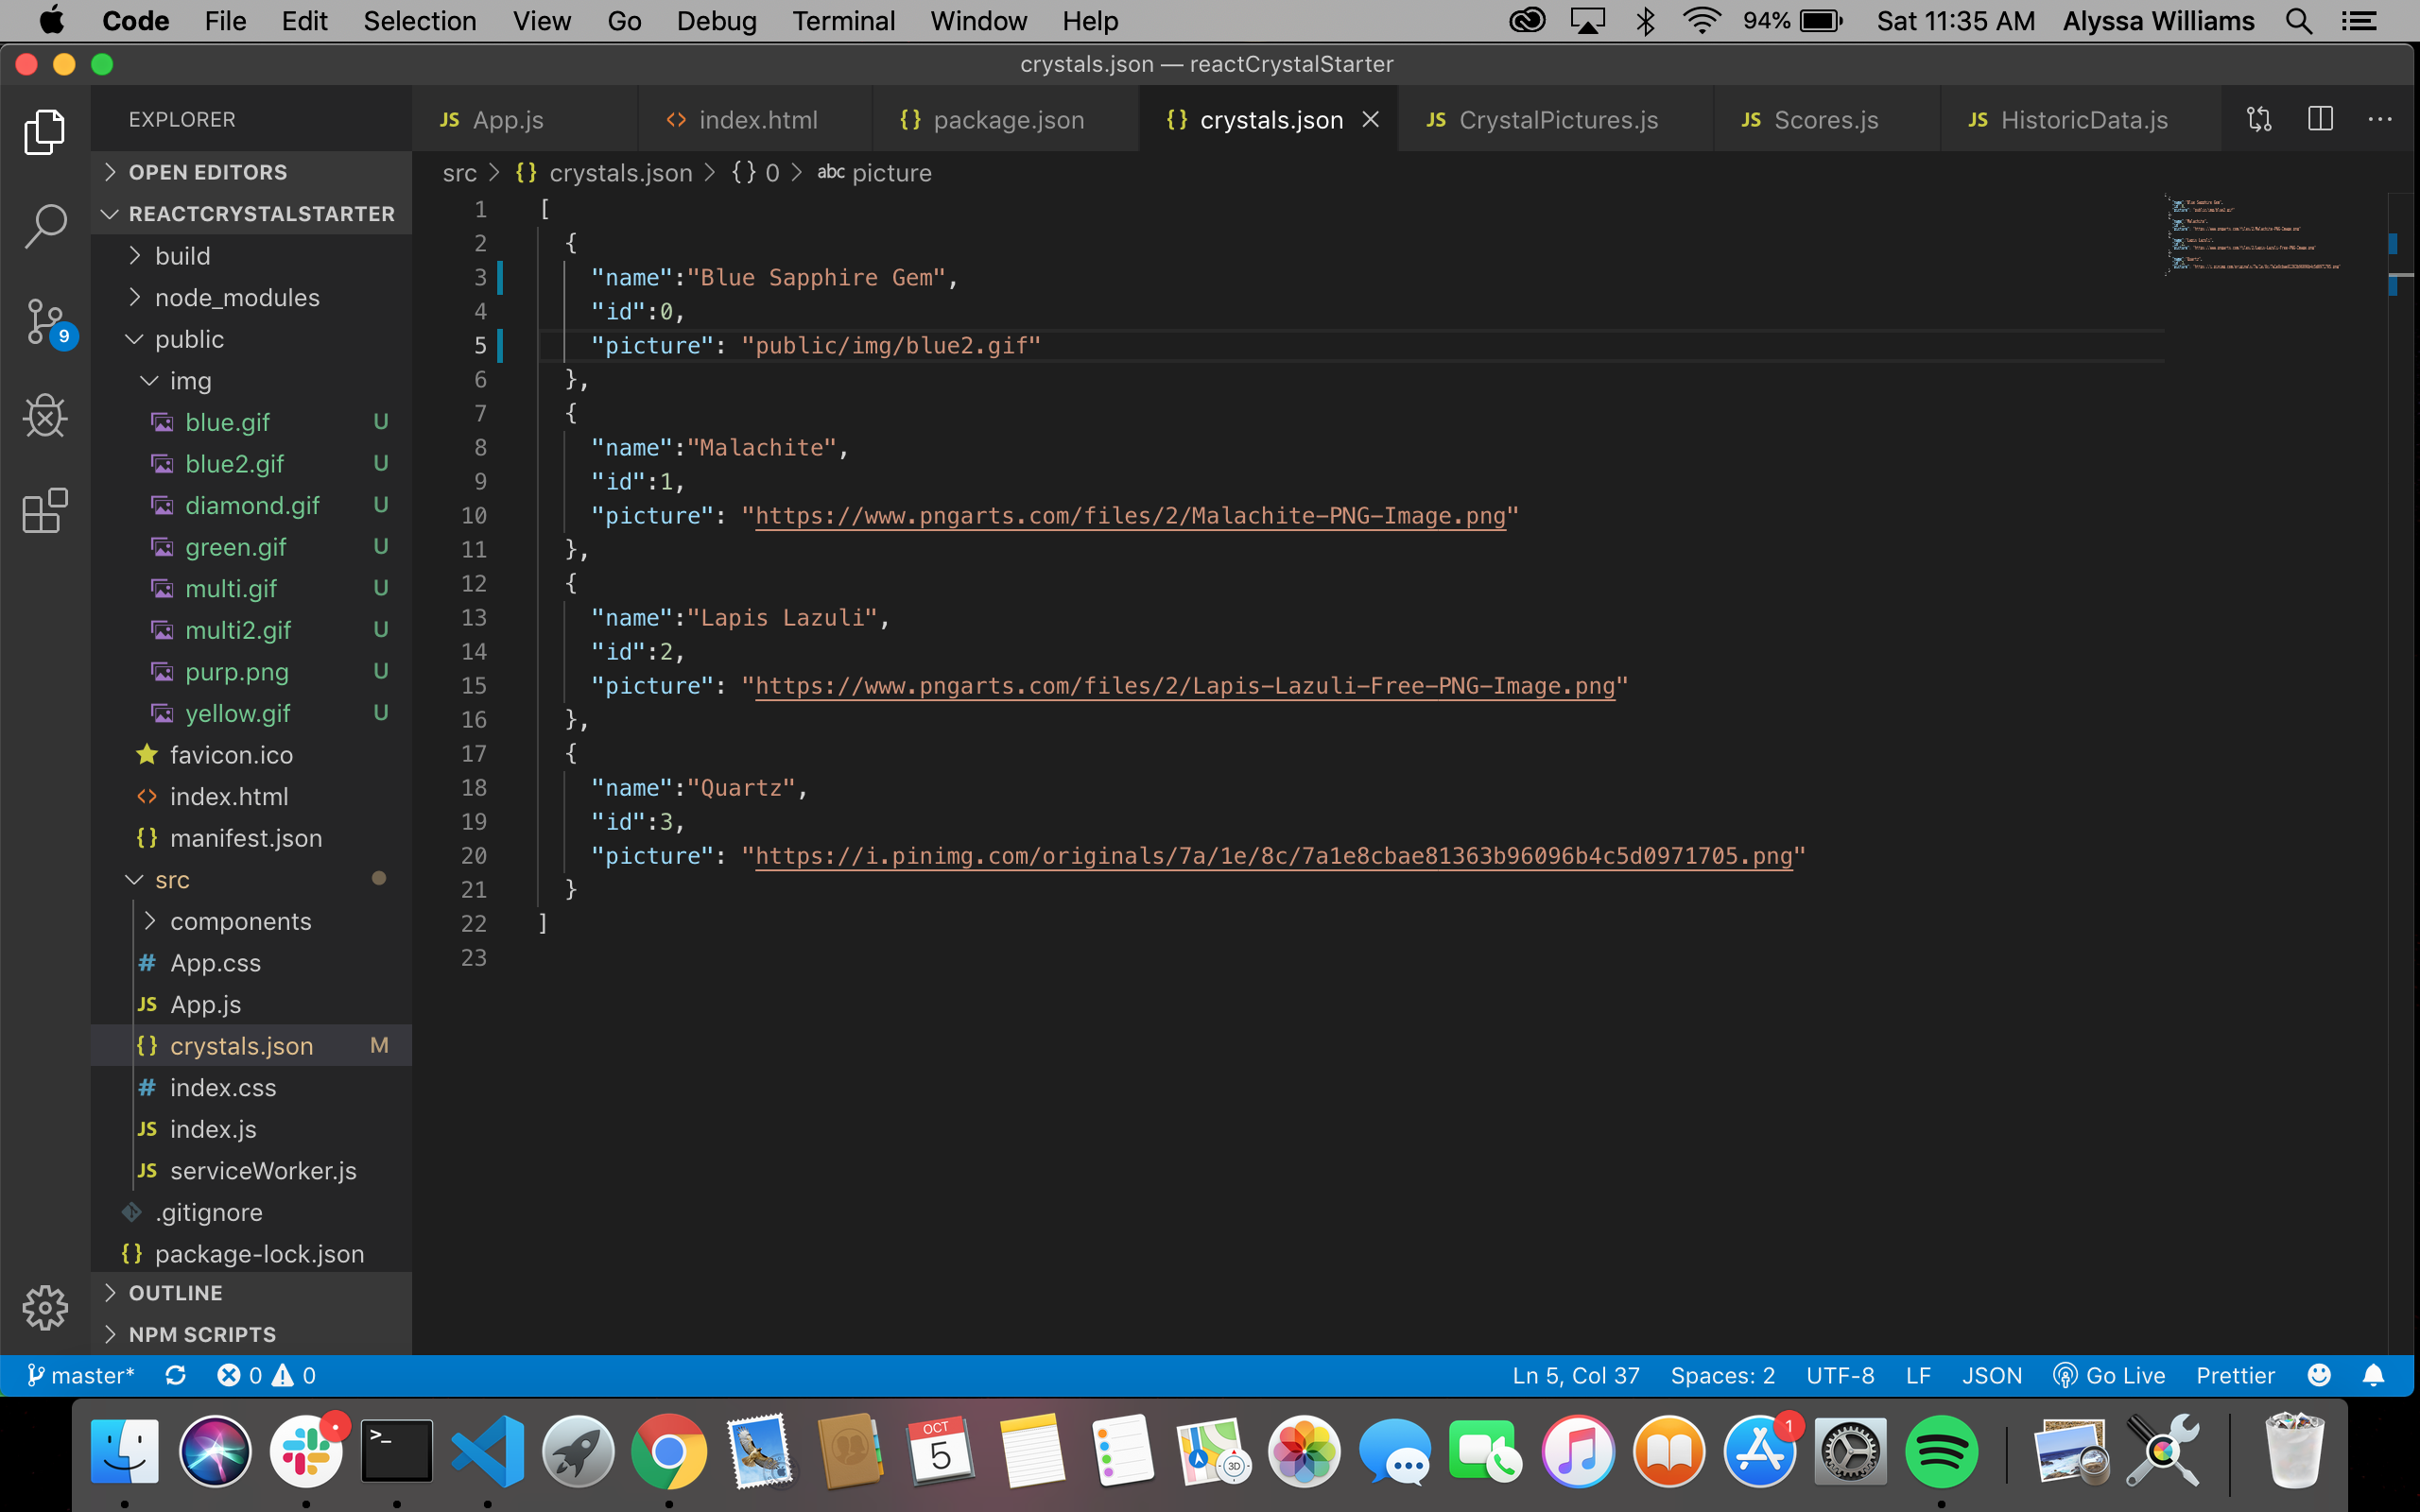 Code File Edit Selection View Go Debug Terminal Window Help 94% Sat 11:35 AM Alyssa Williams
crystals.json — reactCrystalStarter
EXPLORER
JS App.js <> index.html {} package.json {} crystals.json JS CrystalPictures.js JS Scores.js JS HistoricData.js
src > {} crystals.json > {} 0 > abc picture
OPEN EDITORS
REACTCRYSTALSTARTER
build
node_modules
public
img
blue.gif U
blue2.gif U
diamond.gif U
green.gif U
multi.gif U
multi2.gif U
purp.png U
yellow.gif U
favicon.ico
<> index.html
{} manifest.json
src
components
# App.css
JS App.js
{} crystals.json M
# index.css
JS index.js
JS serviceWorker.js
.gitignore
{} package-lock.json
OUTLINE
NPM SCRIPTS
9
1 [
2 {
3 "name":"Blue Sapphire Gem",
4 "id":0,
5 "picture": "public/img/blue2.gif"
6 },
7 {
8 "name":"Malachite",
9 "id":1,
10 "picture": "https://www.pngarts.com/files/2/Malachite-PNG-Image.png"
11 },
12 {
13 "name":"Lapis Lazuli",
14 "id":2,
15 "picture": "https://www.pngarts.com/files/2/Lapis-Lazuli-Free-PNG-Image.png"
16 },
17 {
18 "name":"Quartz",
19 "id":3,
20 "picture": "https://i.pinimg.com/originals/7a/1e/8c/7a1e8cbae81363b96096b4c5d0971705.png"
21 }
22 ]
23
master* 0 0 Ln 5, Col 37 Spaces: 2 UTF-8 LF JSON Go Live Prettier
>_
OCT
5
3D
1